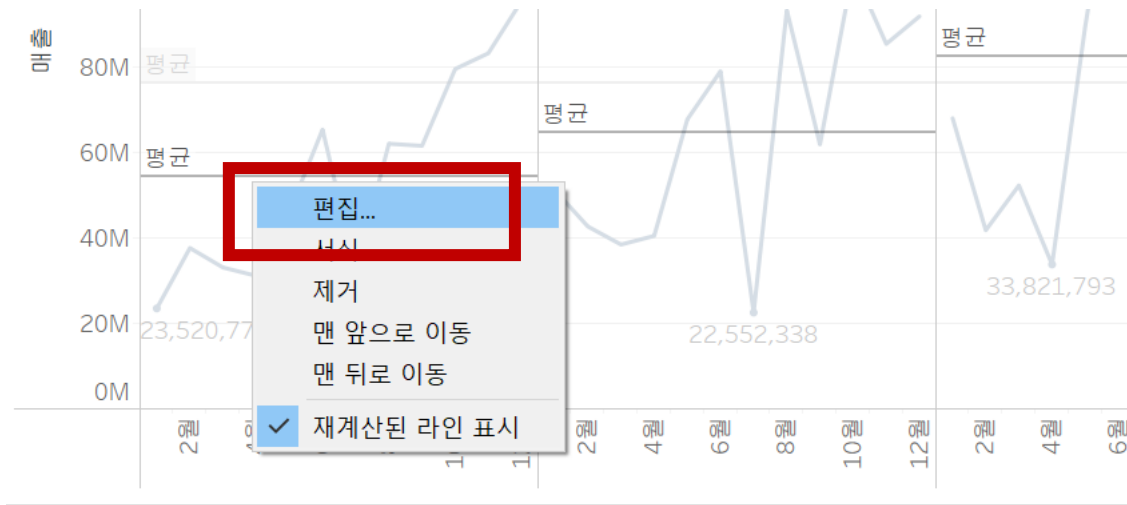 매출
80M
60M
40M
20M
0M
평균
평균
평균
평균
편집...
서식
제거
맨 앞으로 이동
맨 뒤로 이동
재계산된 라인 표시
23,520,77
22,552,338
33,821,793
2월
2월
4월
6월
8월
10월
12월
2월
4월
6월